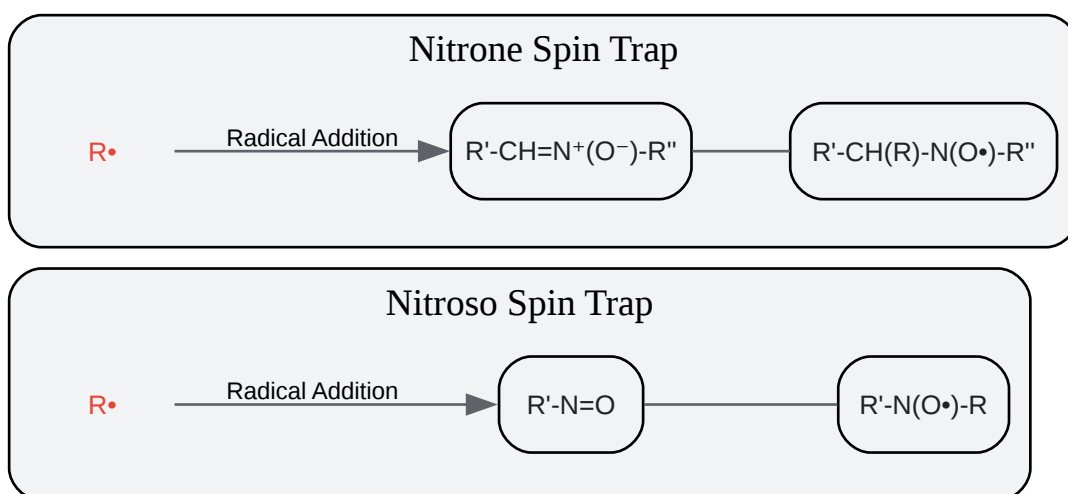 Nitrone Spin Trap
R• Radical Addition R'-CH=N⁺(O⁻)-R" R'-CH(R)-N(O•)-R"
Nitroso Spin Trap
R• Radical Addition R'-N=O R'-N(O•)-R